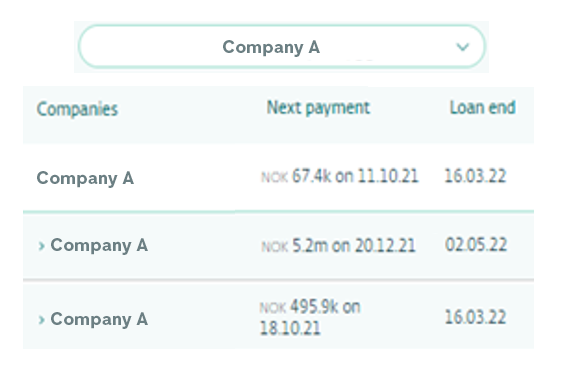 Company A
Companies Next payment Loan end
Company A NOK 67.4k on 11.10.21 16.03.22
› Company A NOK 5.2m on 20.12.21 02.05.22
› Company A NOK 495.9k on 16.03.22
18.10.21